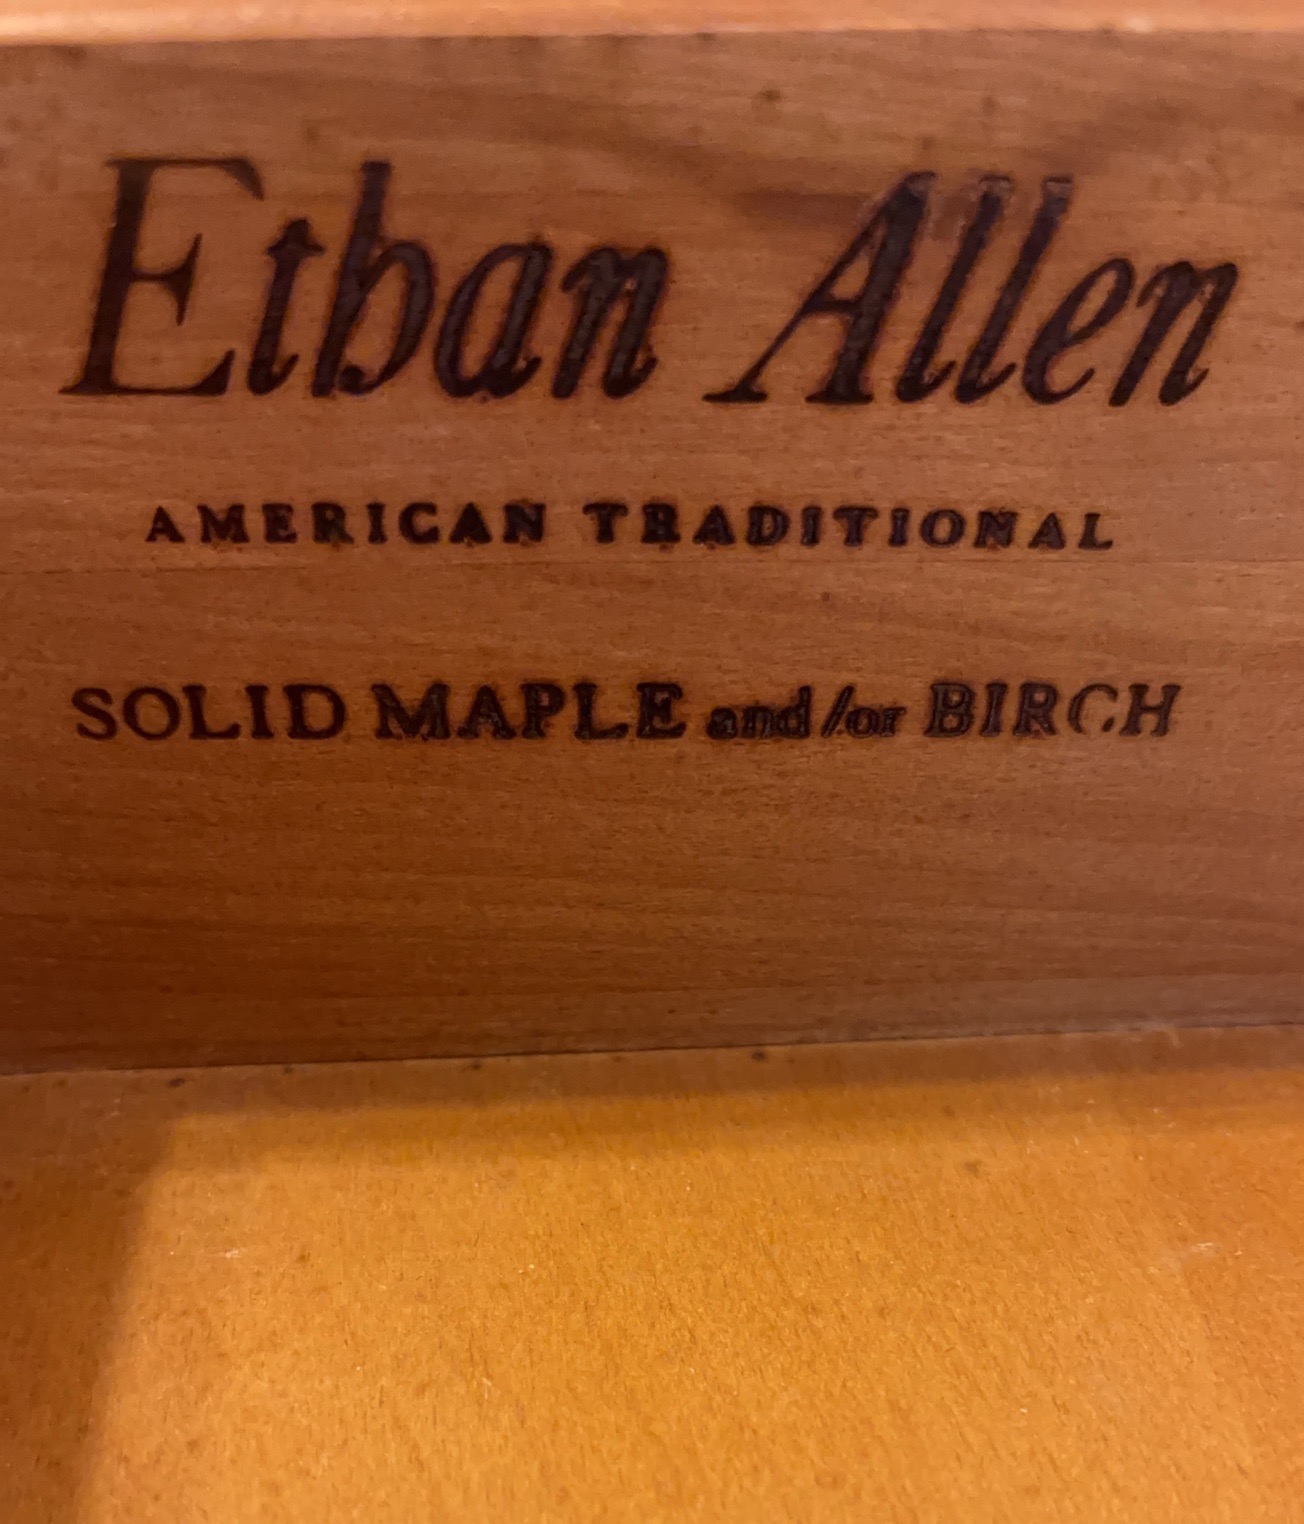 Ethan Allen
AMERICAN TRADITIONAL
SOLID MAPLE and/or BIRCH